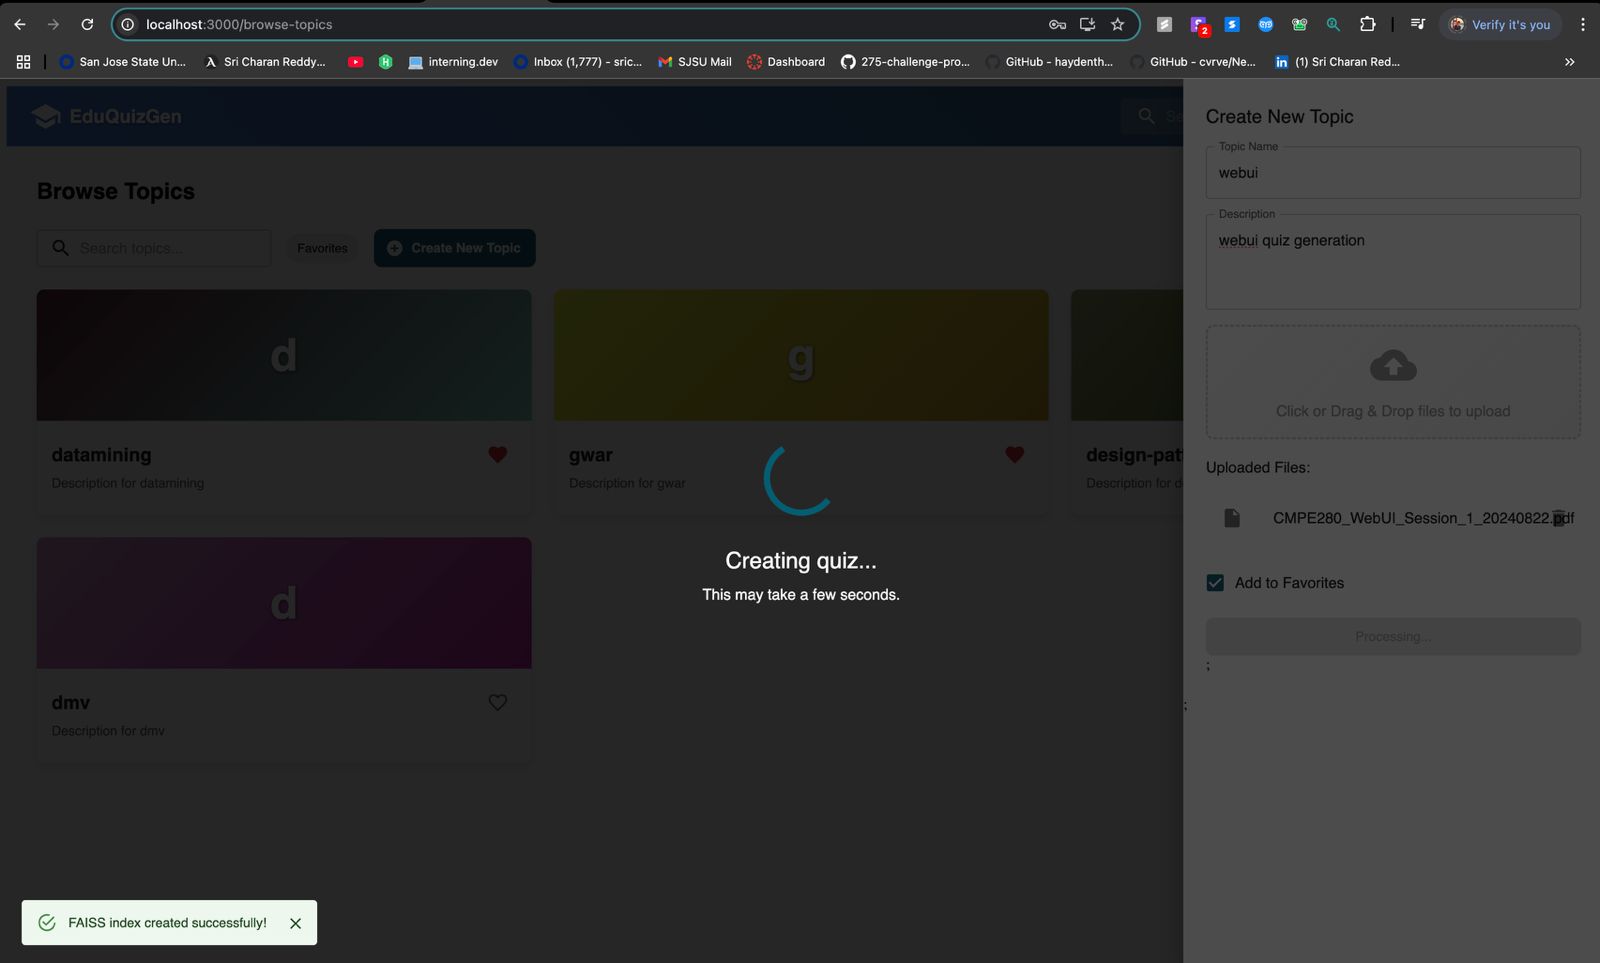 localhost:3000/browse-topics
2
Verify it's you
San Jose State Un...
Sri Charan Reddy...
interning.dev
Inbox (1,777) - sric...
SJSU Mail
Dashboard
275-challenge-pro...
GitHub - haydenth...
GitHub - cvrve/Ne...
(1) Sri Charan Red...
EduQuizGen
Se
Browse Topics
Search topics...
Favorites
Create New Topic
d
g
datamining
Description for datamining
gwar
Description for gwar
design-pat
Description for d
d
dmv
Description for dmv
Creating quiz...
This may take a few seconds.
Create New Topic
Topic Name
webui
Description
webui quiz generation
Click or Drag & Drop files to upload
Uploaded Files:
CMPE280_WebUI_Session_1_20240822.pdf
Add to Favorites
Processing...
;
;
FAISS index created successfully!